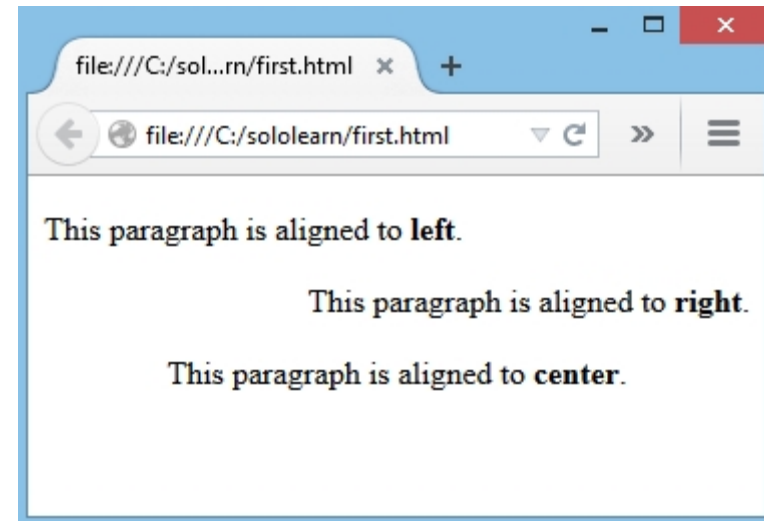 file:///C:/sol...rn/first.html
file:///C:/sololearn/first.html
This paragraph is aligned to left.
This paragraph is aligned to right.
This paragraph is aligned to center.